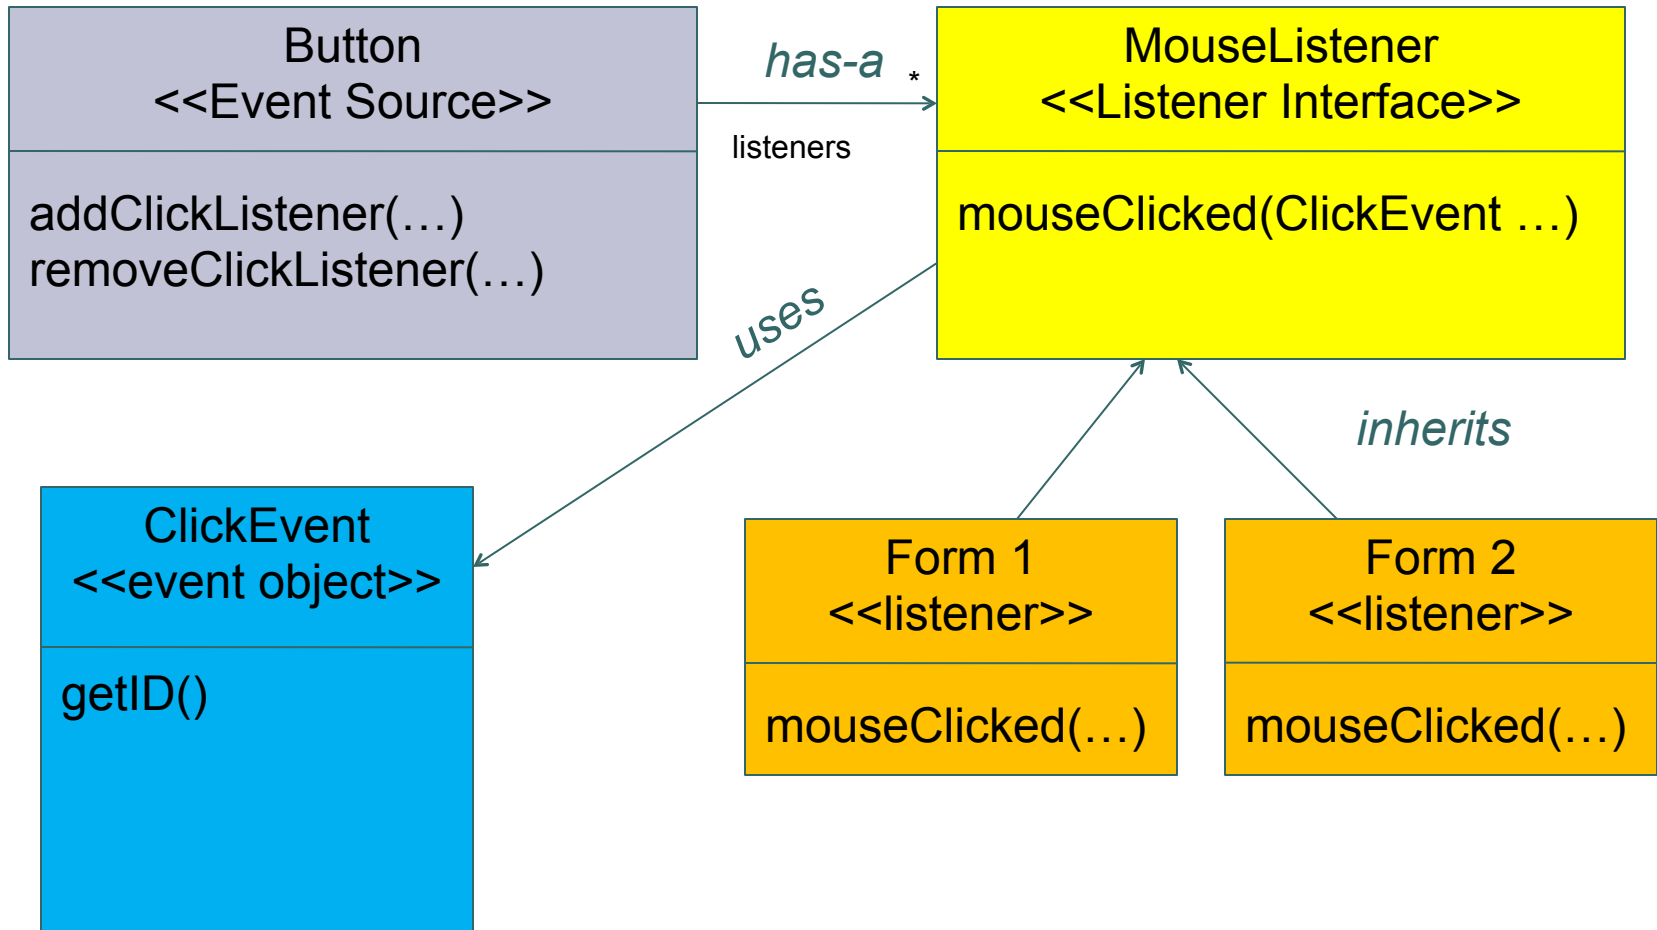 Button
<<Event Source>>
addClickListener(…)
removeClickListener(…)
has-a
*
listeners
MouseListener
<<Listener Interface>>
mouseClicked(ClickEvent …)
uses
inherits
ClickEvent
<<event object>>
getID()
Form 1
<<listener>>
mouseClicked(…)
Form 2
<<listener>>
mouseClicked(…)